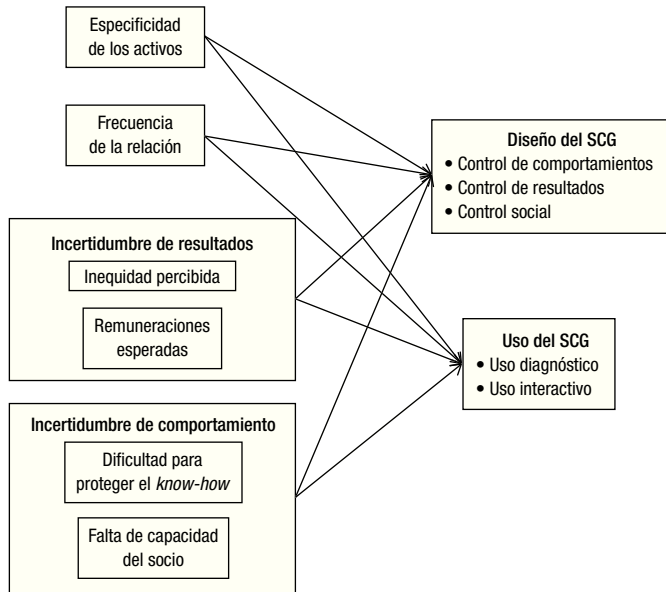 Especificidad
de los activos
Frecuencia
de la relación
Incertidumbre de resultados
Inequidad percibida
Remuneraciones
esperadas
Incertidumbre de comportamiento
Dificultad para
proteger el know-how
Falta de capacidad
del socio
Diseño del SCG
• Control de comportamientos
• Control de resultados
• Control social
Uso del SCG
• Uso diagnóstico
• Uso interactivo